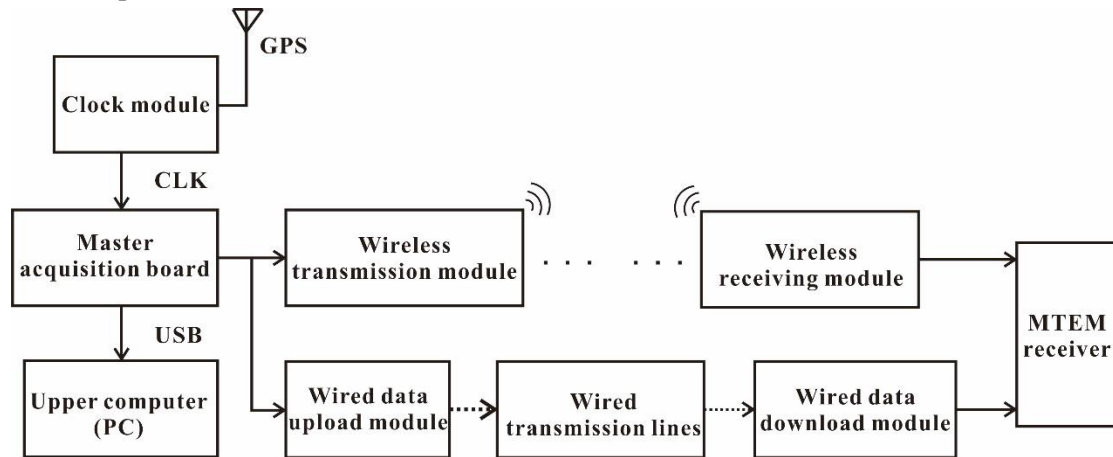 GPS
Clock module
CLK
Master
acquisition board
Wireless
transmission module
Wireless
receiving module
MTEM
receiver
USB
Upper computer
(PC)
Wired data
upload module
Wired
transmission lines
Wired data
download module